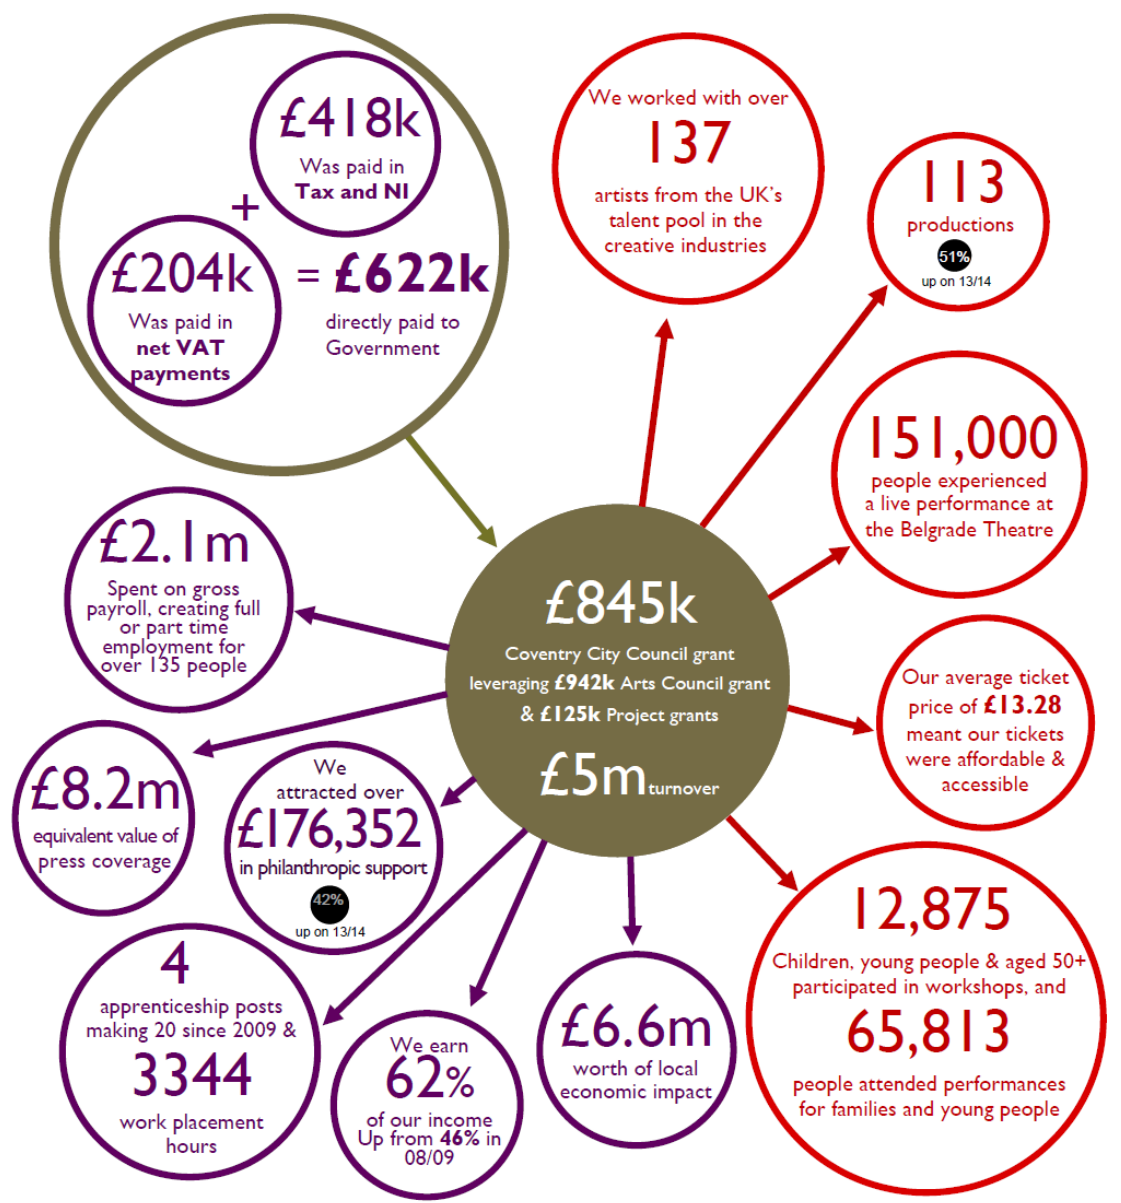 £418k
Was paid in
Tax and NI
+
£204k
Was paid in
net VAT
payments
= £622k
directly paid to
Government
We worked with over
137
artists from the UK's
talent pool in the
creative industries
113
productions
51%
up on 13/14
151,000
people experienced
a live performance at
the Belgrade Theatre
£845k
Coventry City Council grant
leveraging £942k Arts Council grant
& £125k Project grants
£5m turnover
£2.1m
Spent on gross
payroll, creating full
or part time
employment for
over 135 people
Our average ticket
price of £13.28
meant our tickets
were affordable &
accessible
£8.2m
equivalent value of
press coverage
We
attracted over
£176,352
in philanthropic support
42%
up on 13/14
12,875
Children, young people & aged 50+
participated in workshops, and
65,813
people attended performances
for families and young people
4
apprenticeship posts
making 20 since 2009 &
3344
work placement
hours
We earn
62%
of our income
Up from 46% in
08/09
£6.6m
worth of local
economic impact